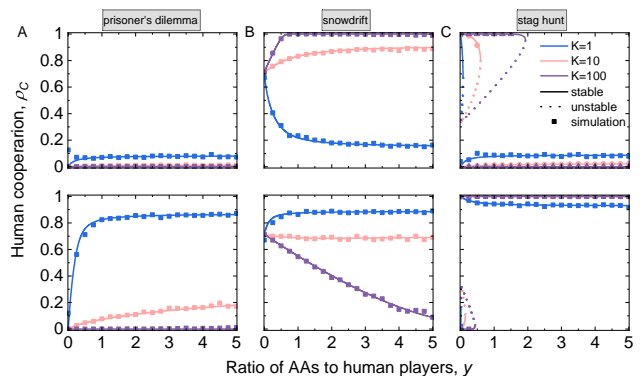 prisoner's dilemma
snowdrift
stag hunt
A
B
C
1
0.8
0.6
0.4
0.2
0
K=1
K=10
K=100
stable
unstable
simulation
Human cooperarion, ρC
1
0.8
0.6
0.4
0.2
0
0 1 2 3 4 5
0 1 2 3 4 5
0 1 2 3 4 5
Ratio of AAs to human players, y